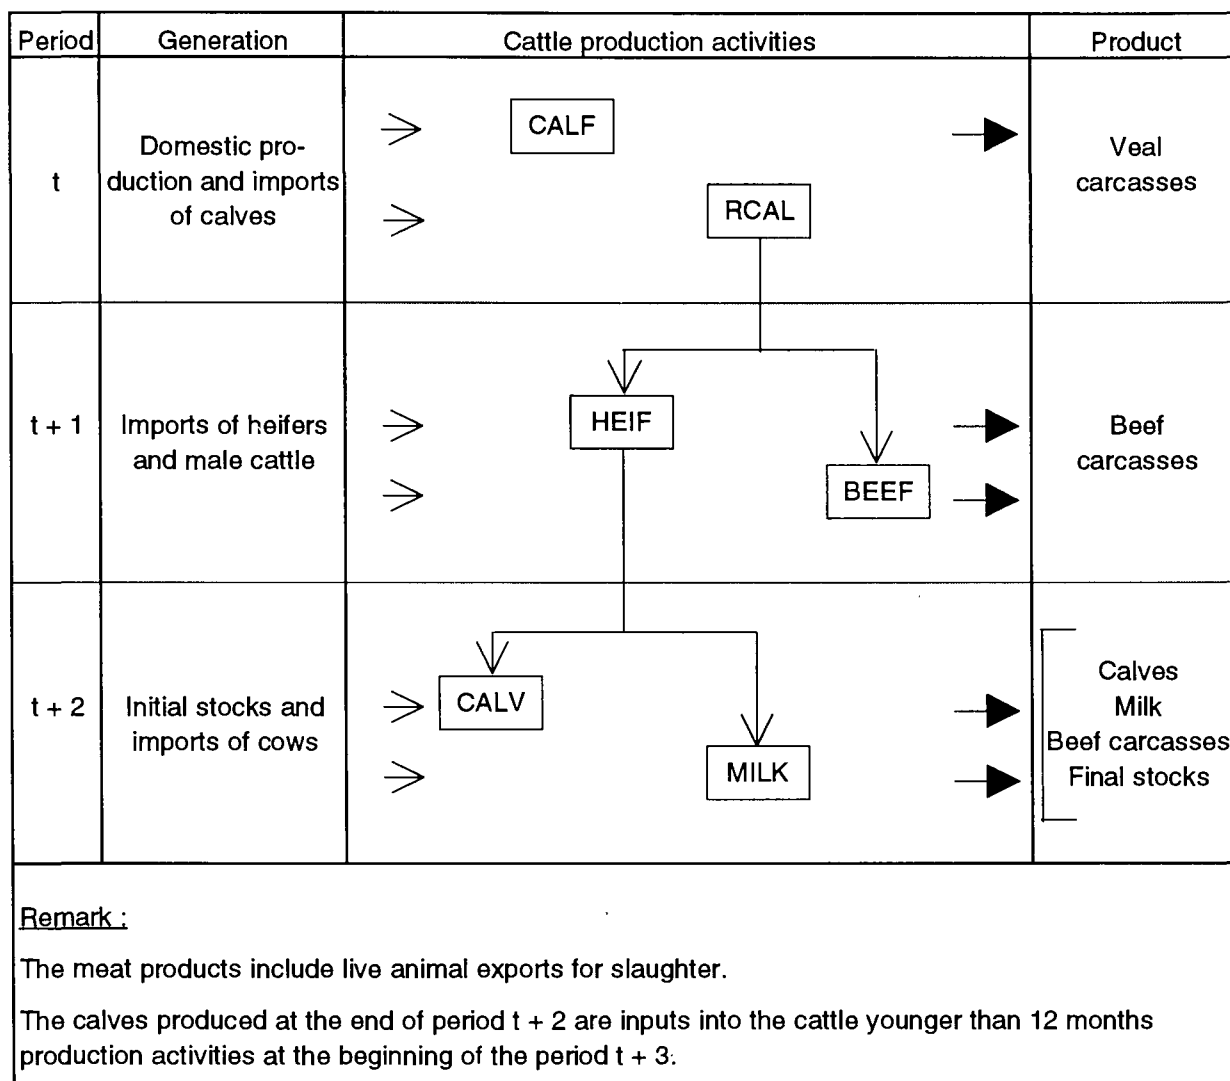 Period Generation Cattle production activities Product
CALF
Domestic pro-
duction and imports
of calves
t
Veal
carcasses
RCAL
HEIF
t + 1
Imports of heifers
and male cattle
Beef
carcasses
BEEF
CALV
t + 2
Initial stocks and
imports of cows
Calves
Milk
Beef carcasses
Final stocks
MILK
Remark :
The meat products include live animal exports for slaughter.
The calves produced at the end of period t + 2 are inputs into the cattle younger than 12 months
production activities at the beginning of the period t + 3.